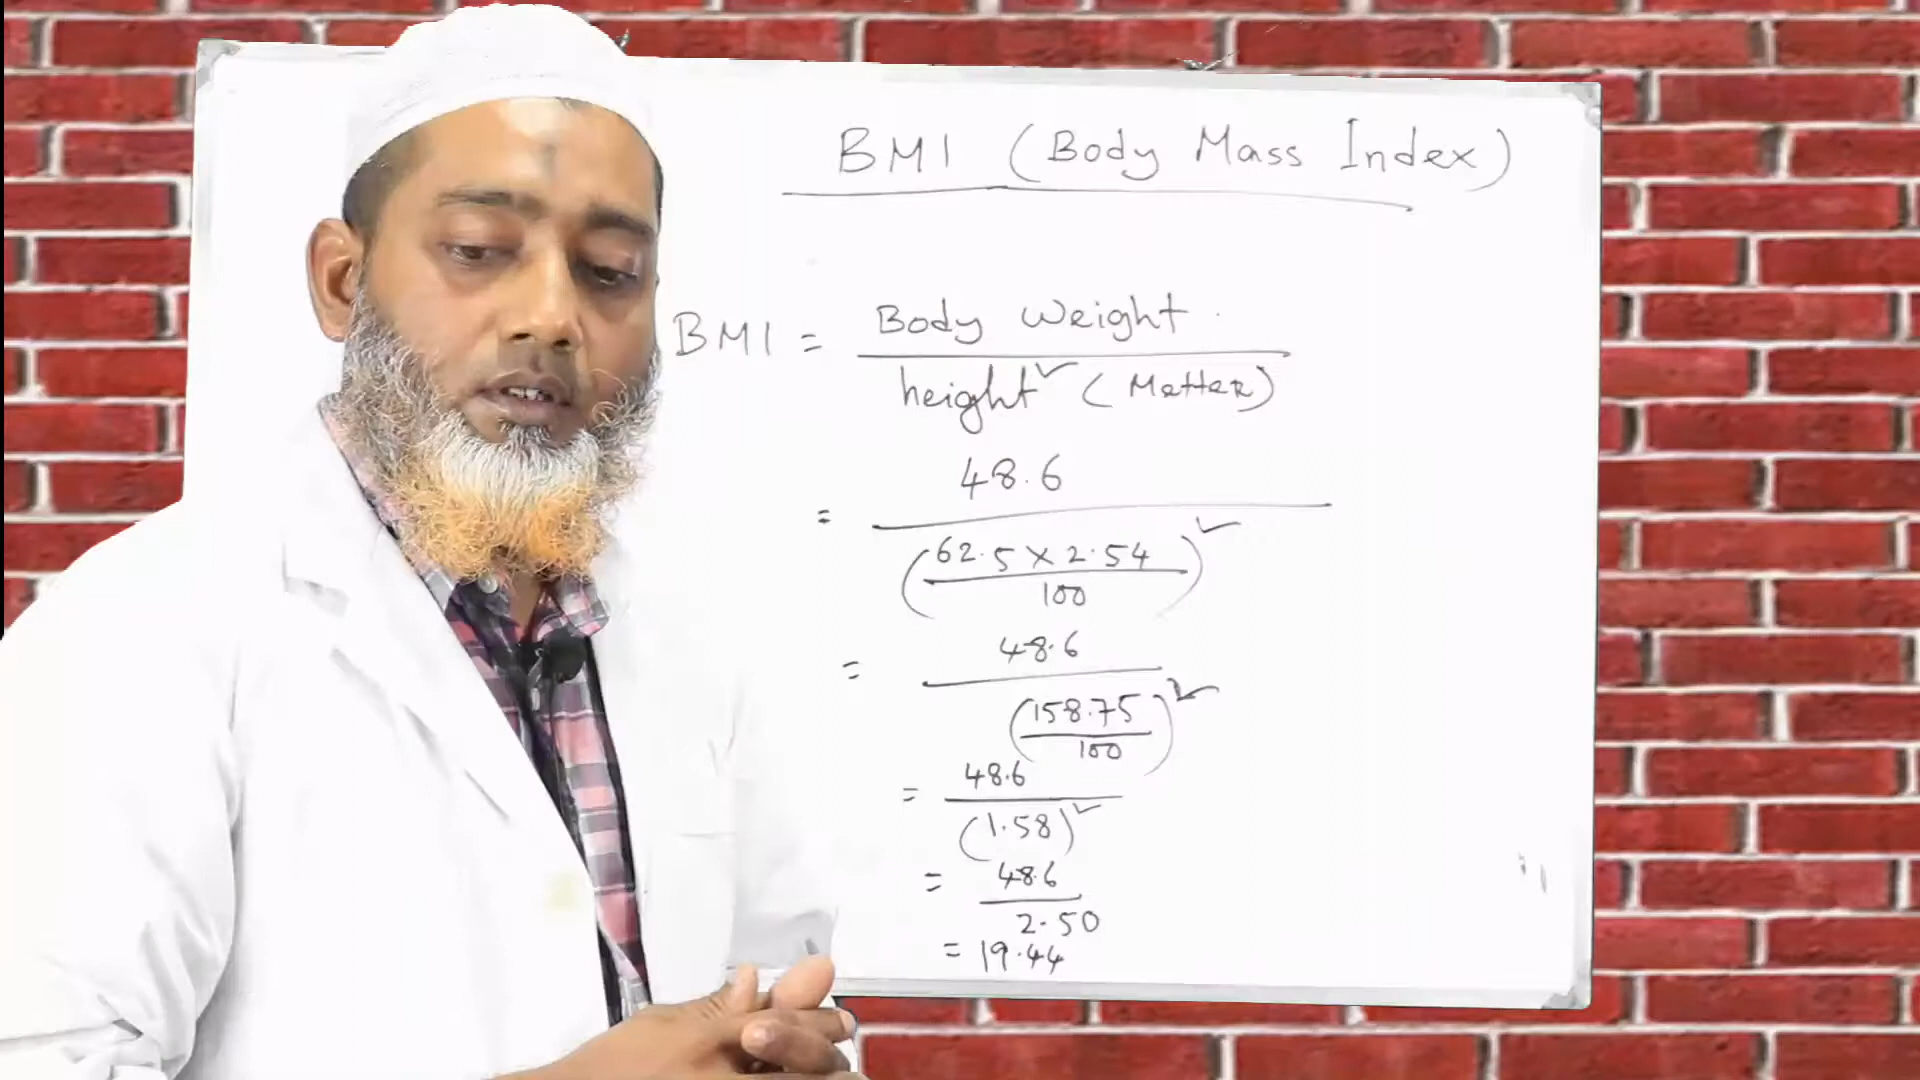 BMI (Body Mass Index)
BMI = Body Weight
height² (Metter)
= 48.6
(62.5 × 2.54
100)²
= 48.6
(158.75
100)²
= 48.6
(1.58)²
= 48.6
2.50
= 19.44